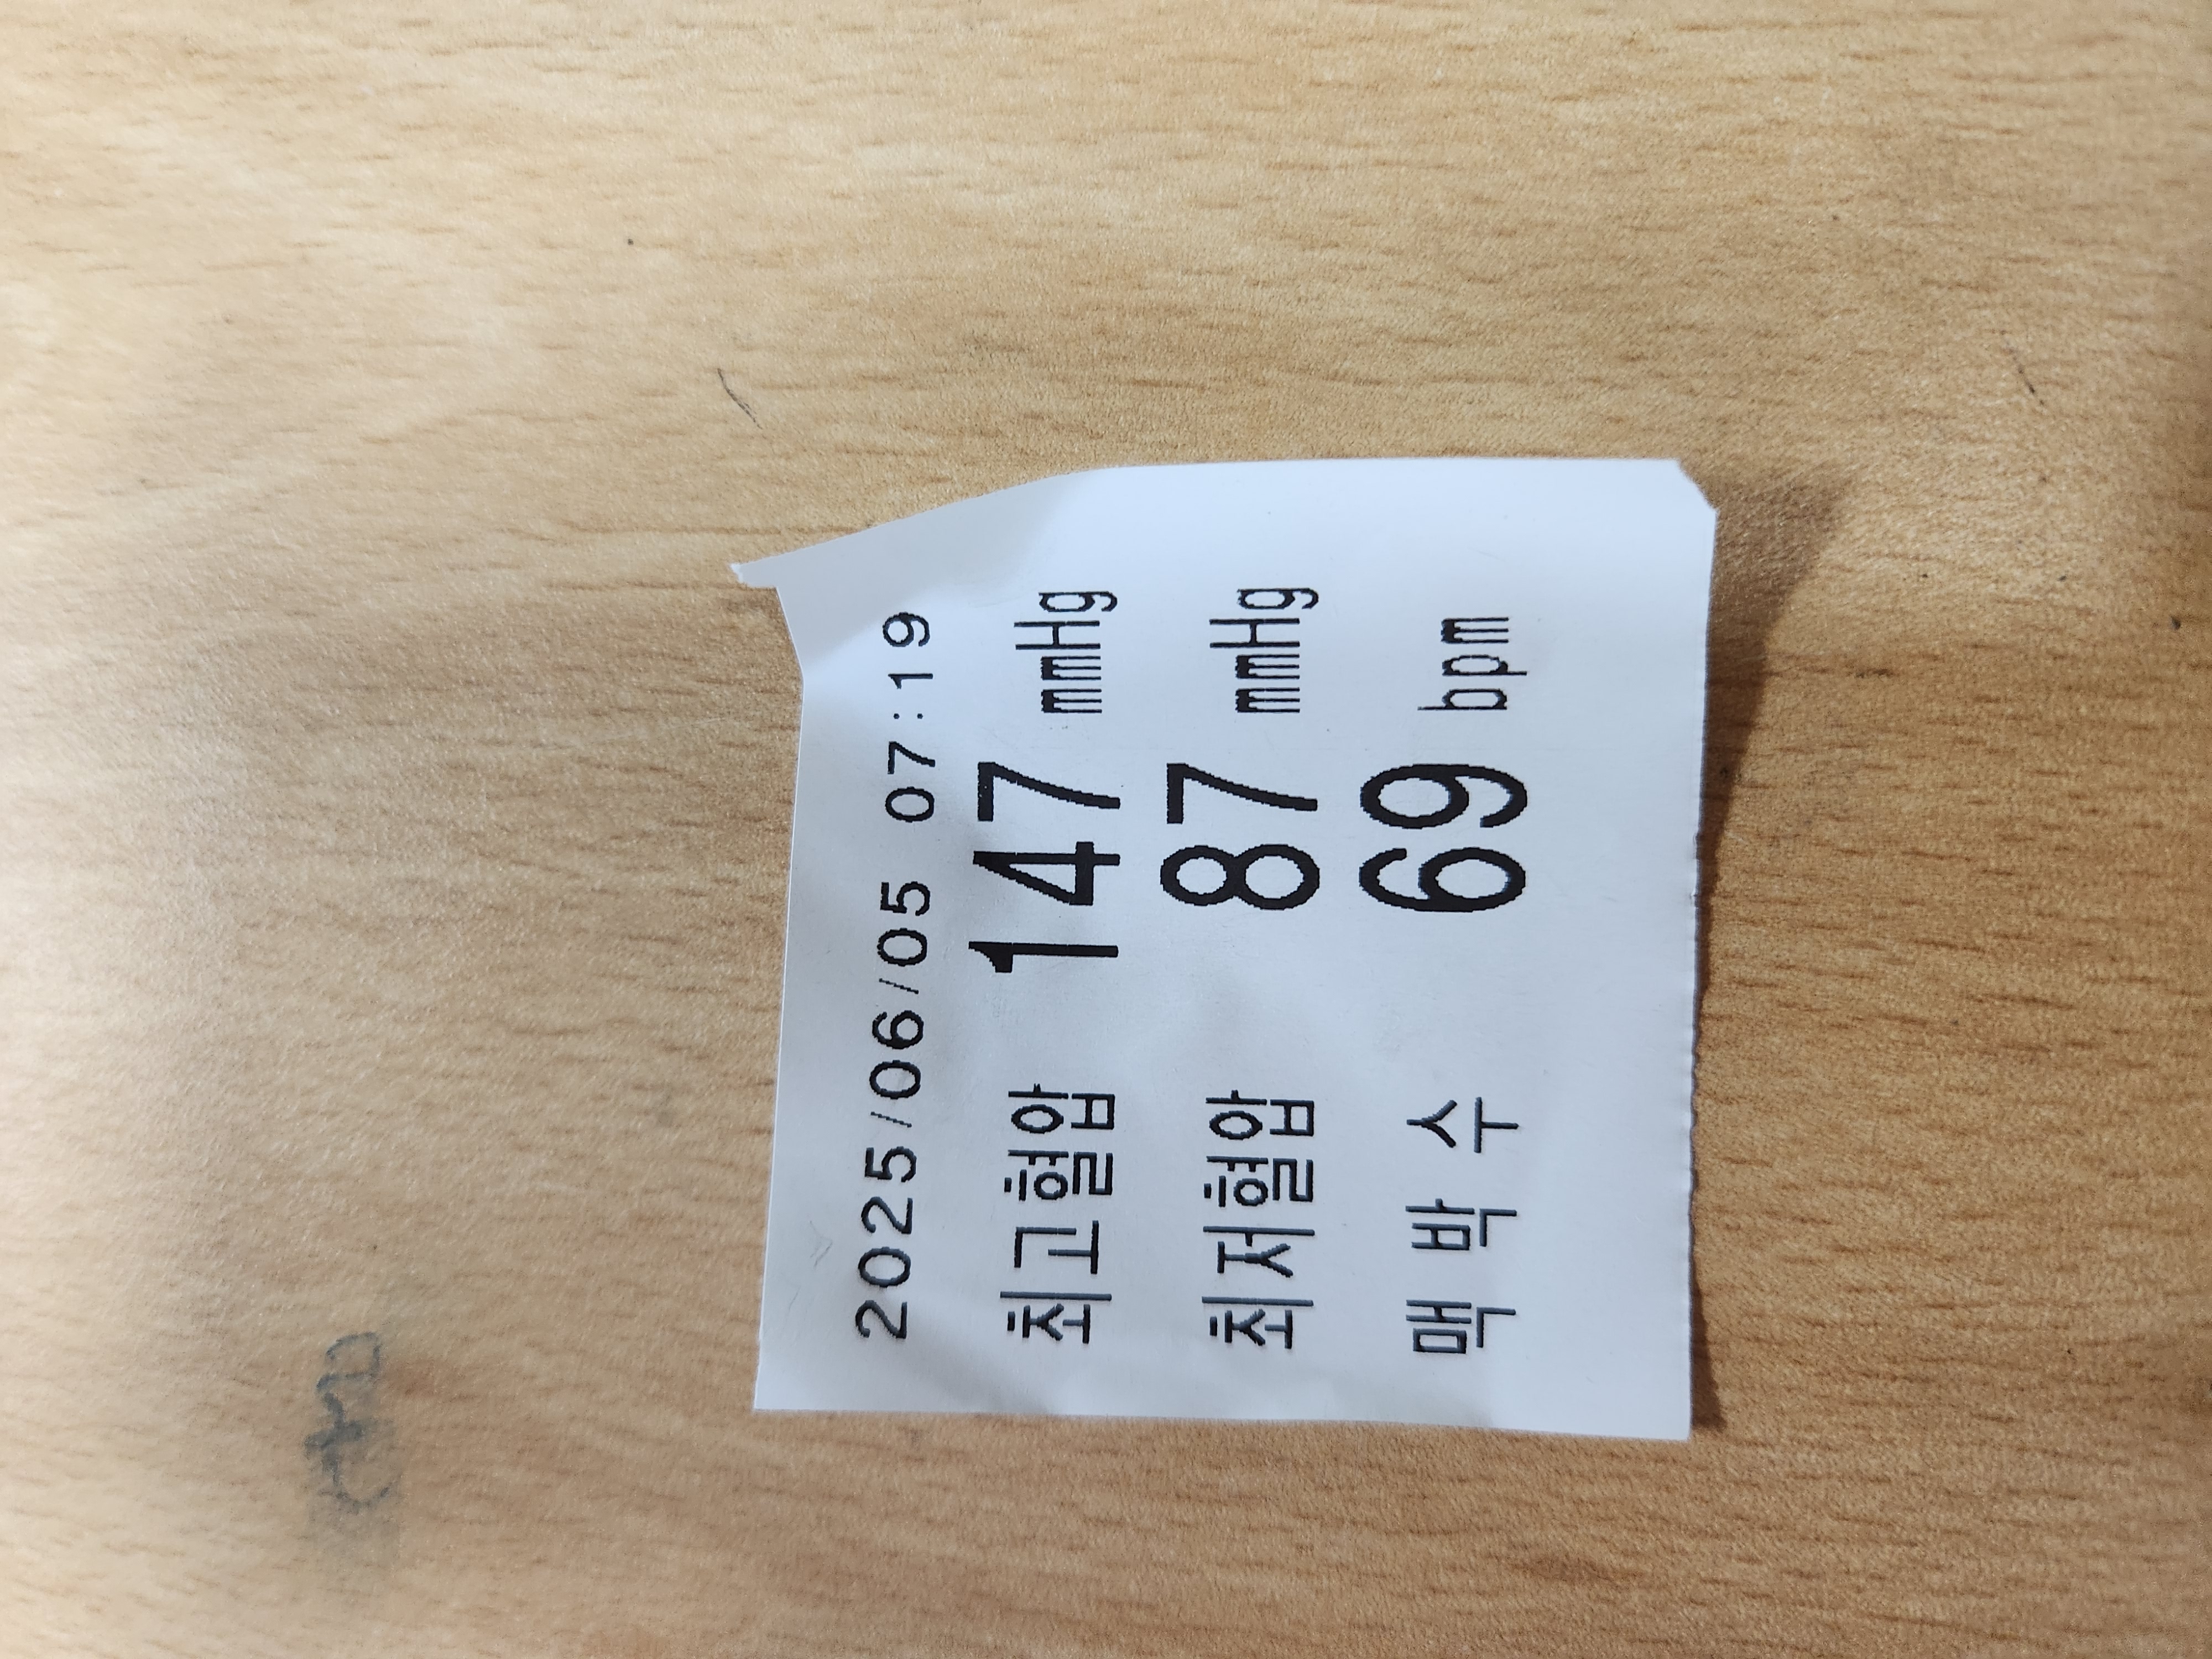 2025/06/05 07:19
최고혈압 147 mmHg
최저혈압 87 mmHg
맥 박 수 69 bpm